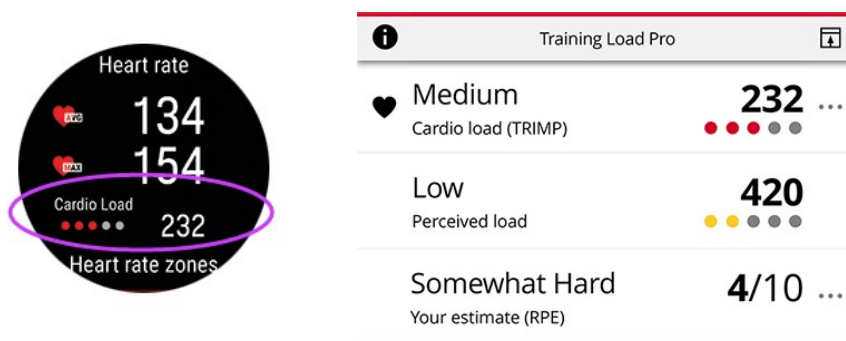 Heart rate
AVG 134
MAX 154
Cardio Load
232
Heart rate zones
Training Load Pro
Medium 232
Cardio load (TRIMP)
Low 420
Perceived load
Somewhat Hard 4/10
Your estimate (RPE)